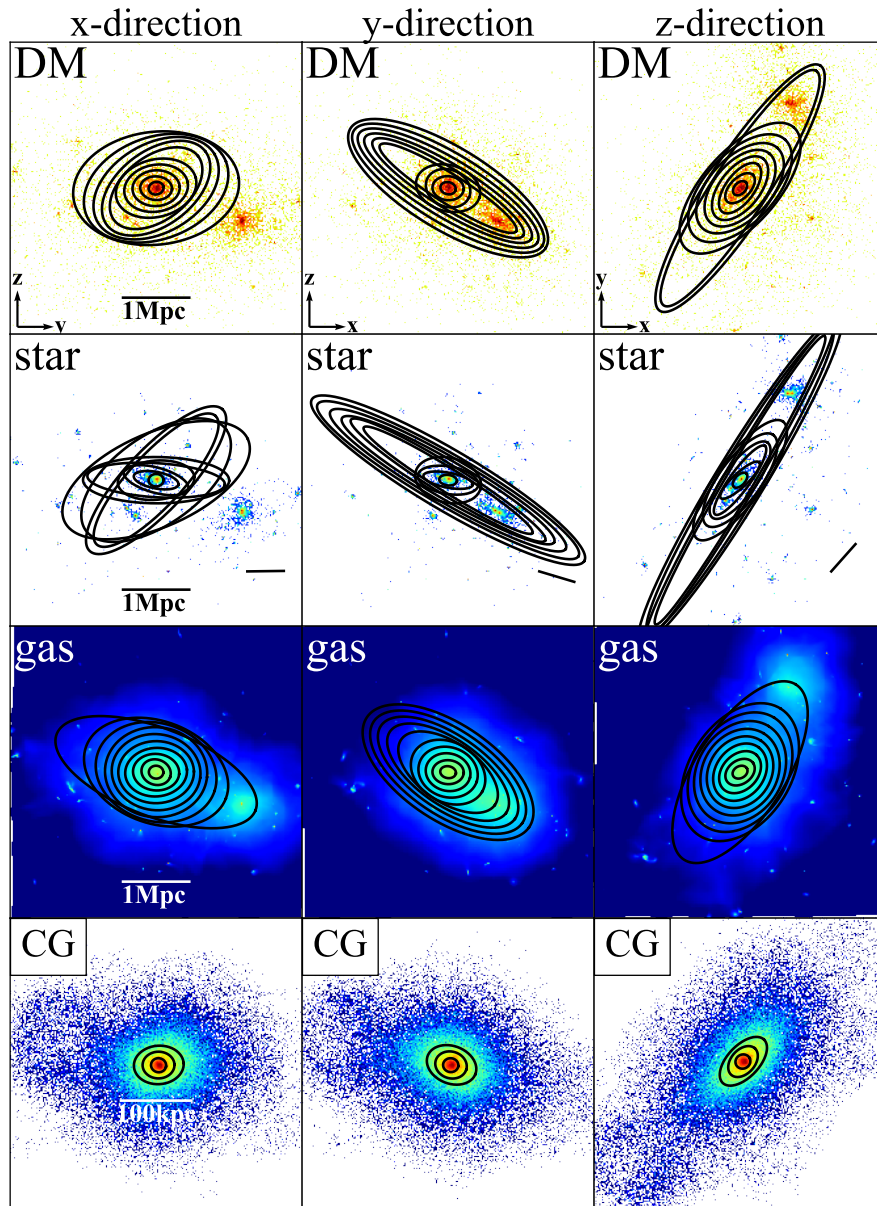 x-direction y-direction z-direction
DM DM DM
z z y
1Mpc
y x x
star star star
1Mpc
gas gas gas
1Mpc
CG CG CG
100kpc